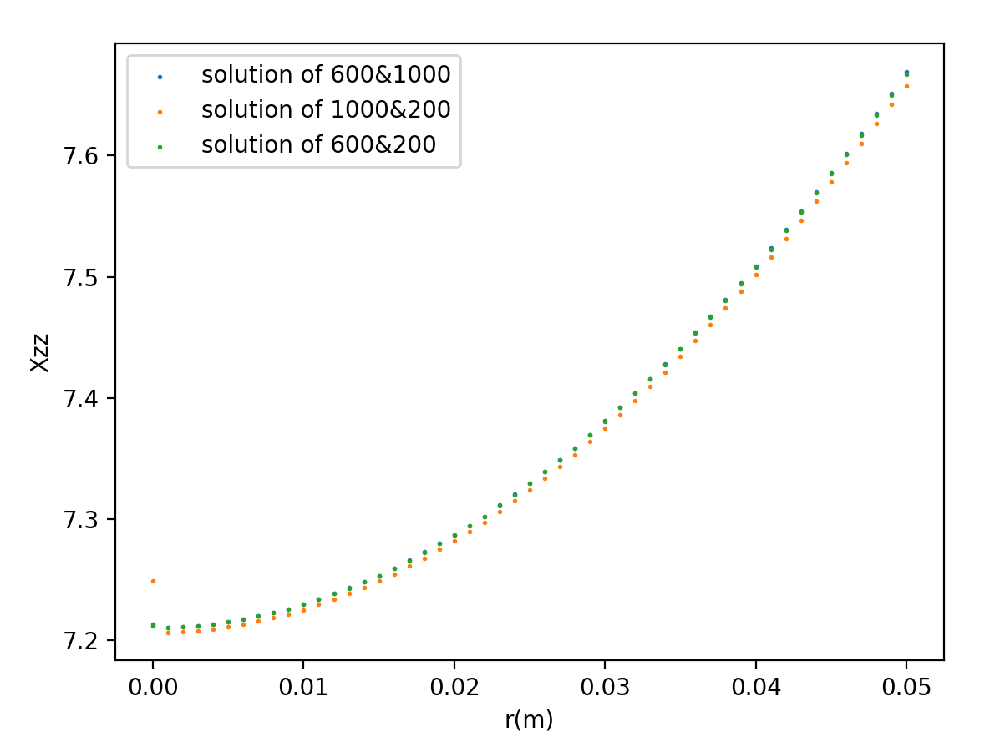 solution of 600&1000
solution of 1000&200
solution of 600&200
7.6
7.5
7.4
7.3
7.2
Xzz
0.00 0.01 0.02 0.03 0.04 0.05
r(m)